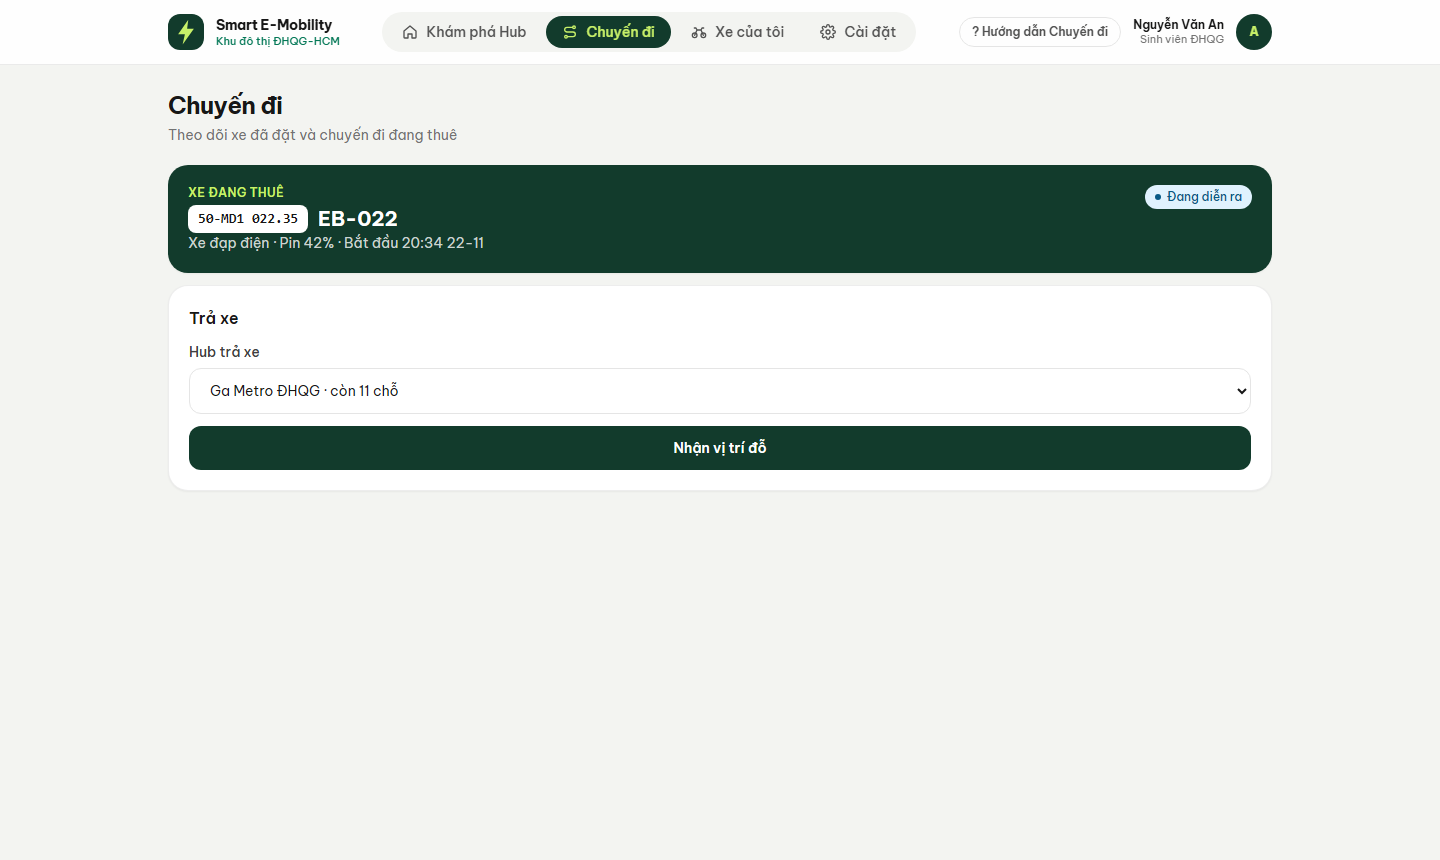 Smart E-Mobility
Khu đô thị ĐHQG-HCM
Khám phá Hub
Chuyến đi
Xe của tôi
Cài đặt
? Hướng dẫn Chuyến đi
Nguyễn Văn An
Sinh viên ĐHQG
A
Chuyến đi
Theo dõi xe đã đặt và chuyến đi đang thuê
XE ĐANG THUÊ
Đang diễn ra
50-MD1 022.35 EB-022
Xe đạp điện · Pin 42% · Bắt đầu 20:34 22-11
Trả xe
Hub trả xe
Ga Metro ĐHQG · còn 11 chỗ
Nhận vị trí đỗ